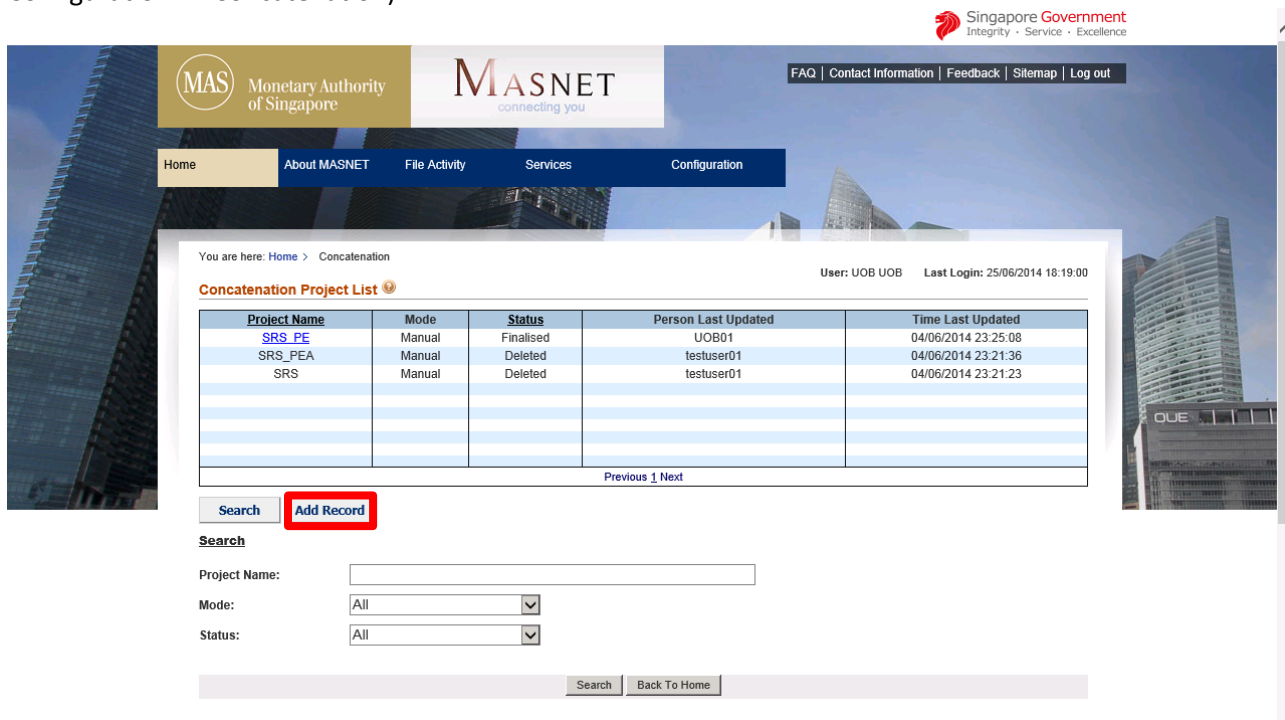 Singapore Government
Integrity · Service · Excellence
MAS Monetary Authority of Singapore
MASNET
connecting you
FAQ | Contact Information | Feedback | Sitemap | Log out
Home About MASNET File Activity Services Configuration
You are here: Home > Concatenation
User: UOB UOB Last Login: 25/06/2014 18:19:00
Concatenation Project List
Project Name Mode Status Person Last Updated Time Last Updated
SRS_PE Manual Finalised UOB01 04/06/2014 23:25:08
SRS_PEA Manual Deleted testuser01 04/06/2014 23:21:36
SRS Manual Deleted testuser01 04/06/2014 23:21:23
Previous 1 Next
Search Add Record
Search
Project Name:
Mode: All
Status: All
Search Back To Home
OUE